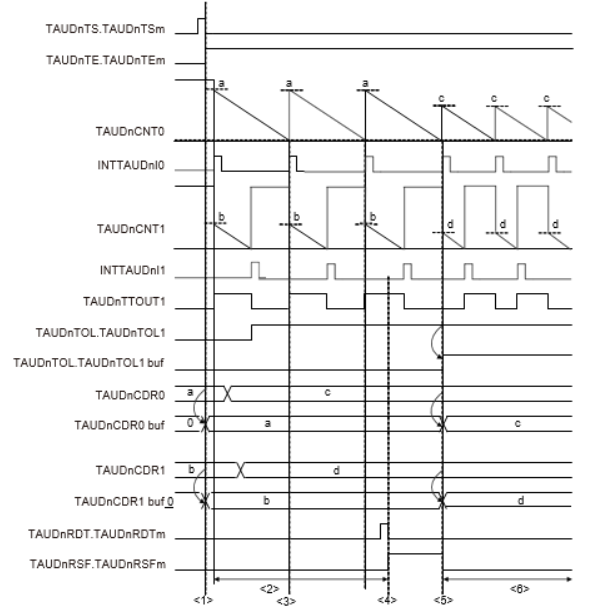 TAUDnTS.TAUDnTSm
TAUDnTE.TAUDnTEm
a a a c c c
TAUDnCNT0
INTTAUDnI0
TAUDnCNT1
b b b d d d
INTTAUDnI1
TAUDnTTOUT1
TAUDnTOL.TAUDnTOL1
TAUDnTOL.TAUDnTOL1 buf
TAUDnCDR0 a c
TAUDnCDR0 buf 0 a c
TAUDnCDR1 b d
TAUDnCDR1 buf 0 b d
TAUDnRDT.TAUDnRDTm
TAUDnRSF.TAUDnRSFm
<2> <6>
<1> <3> <4> <5>